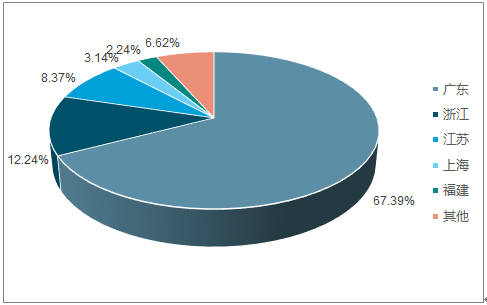 6.62%
2.24%
3.14%
8.37%
12.24%
67.39%
广东
浙江
江苏
上海
福建
其他